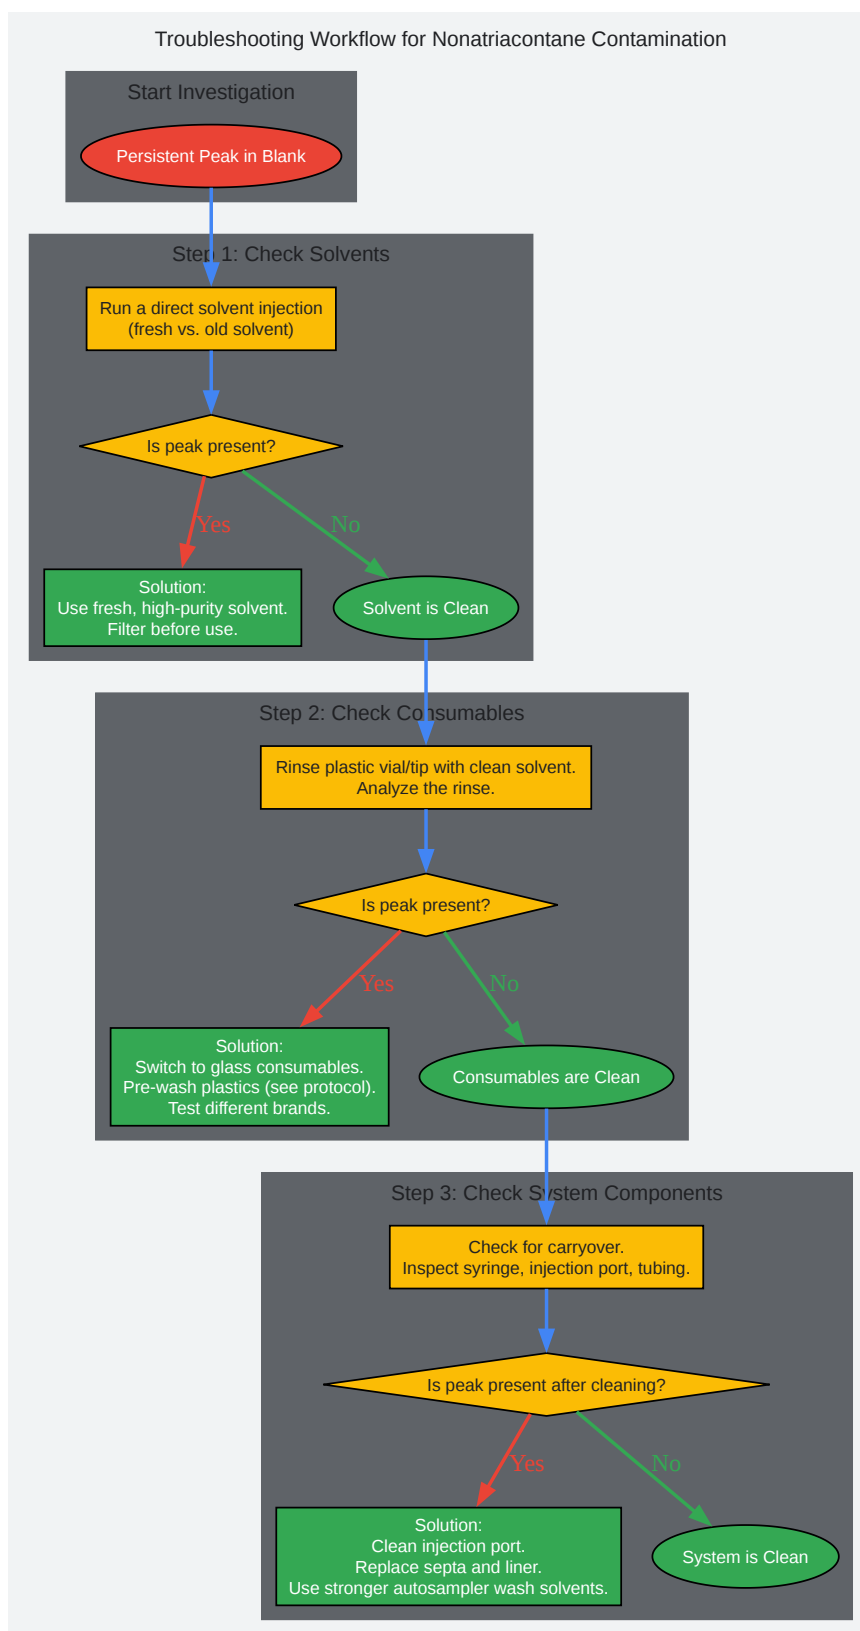 Troubleshooting Workflow for Nonatriacontane Contamination
Start Investigation
Persistent Peak in Blank
Step 1: Check Solvents
Run a direct solvent injection
(fresh vs. old solvent)
Is peak present?
Yes
No
Solution:
Use fresh, high-purity solvent.
Filter before use.
Solvent is Clean
Step 2: Check Consumables
Rinse plastic vial/tip with clean solvent.
Analyze the rinse.
Is peak present?
Yes
No
Solution:
Switch to glass consumables.
Pre-wash plastics (see protocol).
Test different brands.
Consumables are Clean
Step 3: Check System Components
Check for carryover.
Inspect syringe, injection port, tubing.
Is peak present after cleaning?
Yes
No
Solution:
Clean injection port.
Replace septa and liner.
Use stronger autosampler wash solvents.
System is Clean